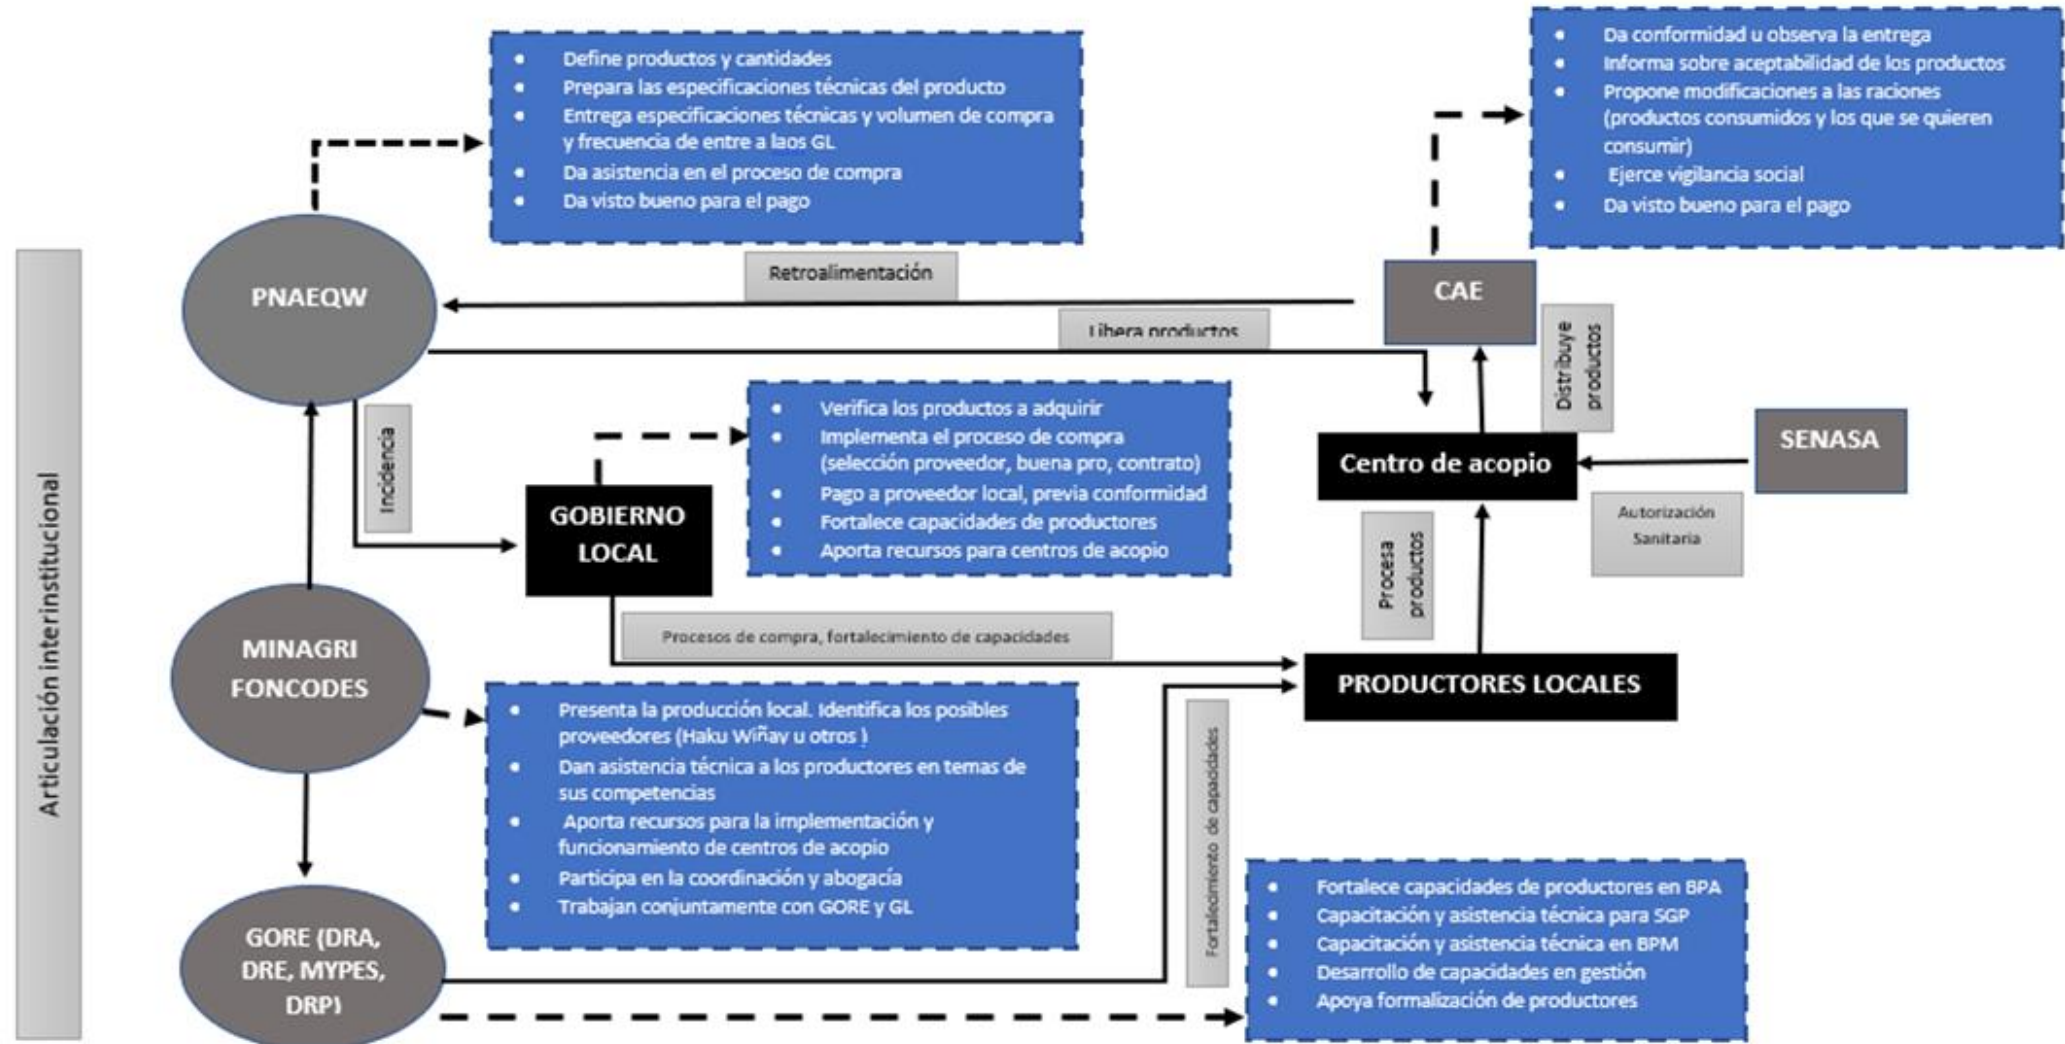 Define productos y cantidades
Prepara las especificaciones técnicas del producto
Entrega especificaciones técnicas y volumen de compra
y frecuencia de entre a laos GL
Da asistencia en el proceso de compra
Da visto bueno para el pago
Da conformidad u observa la entrega
Informa sobre aceptabilidad de los productos
Propone modificaciones a las raciones
(productos consumidos y los que se quieren
consumir)
Ejerce vigilancia social
Da visto bueno para el pago
Articulación interinstitucional
PNAEQW
Retroalimentación
CAE
Libera productos
Distribuye
productos
Incidencia
Verifica los productos a adquirir
Implementa el proceso de compra
(selección proveedor, buena pro, contrato)
Pago a proveedor local, previa conformidad
Fortalece capacidades de productores
Aporta recursos para centros de acopio
GOBIERNO
LOCAL
Centro de acopio
SENASA
Autorización
Sanitaria
Procesa
productos
Procesos de compra, fortalecimiento de capacidades
MINAGRI
FONCODES
PRODUCTORES LOCALES
Presenta la producción local. Identifica los posibles
proveedores (Haku Wiñay u otros )
Dan asistencia técnica a los productores en temas de
sus competencias
Aporta recursos para la implementación y
funcionamiento de centros de acopio
Participa en la coordinación y abogacía
Trabajan conjuntamente con GORE y GL
Fortalecimiento de capacidades
GORE (DRA,
DRE, MYPES,
DRP)
Fortalece capacidades de productores en BPA
Capacitación y asistencia técnica para SGP
Capacitación y asistencia técnica en BPM
Desarrollo de capacidades en gestión
Apoya formalización de productores